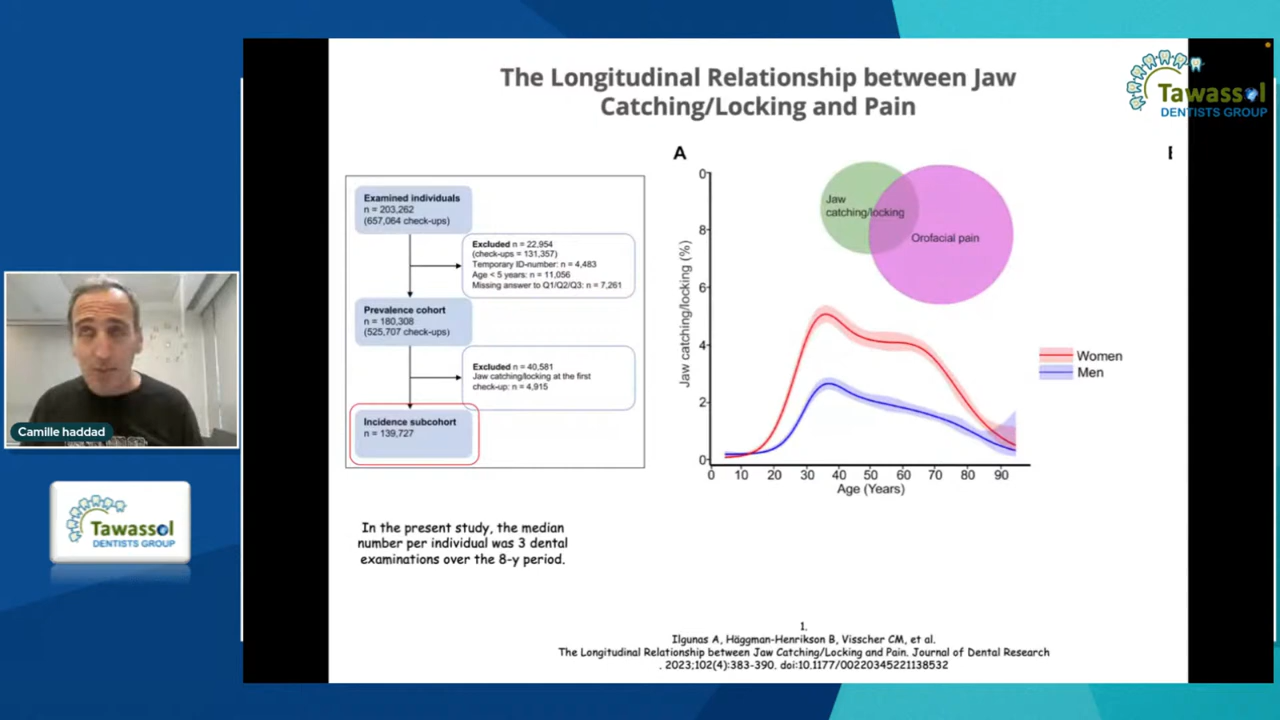 The Longitudinal Relationship between Jaw
Catching/Locking and Pain
Tawassol
DENTISTS GROUP
Examined individuals
n = 203,262
(657,064 check-ups)
Excluded n = 22,954
(check-ups = 131,357)
Temporary ID-number: n = 4,483
Age < 5 years: n = 11,056
Missing answer to Q1/Q2/Q3: n = 7,261
Prevalence cohort
n = 180,308
(525,707 check-ups)
Excluded n = 40,581
Jaw catching/locking at the first
check-up: n = 4,915
Incidence subcohort
n = 139,727
A
Jaw catching/locking (%)
0
8
6
4
2
0
Jaw
catching/locking
Orofacial pain
Women
Men
0 10 20 30 40 50 60 70 80 90
Age (Years)
Camille haddad
Tawassol
DENTISTS GROUP
In the present study, the median
number per individual was 3 dental
examinations over the 8-y period.
1.
Ilgunas A, Häggman-Henrikson B, Visscher CM, et al.
The Longitudinal Relationship between Jaw Catching/Locking and Pain. Journal of Dental Research
. 2023;102(4):383-390. doi:10.1177/00220345221138532